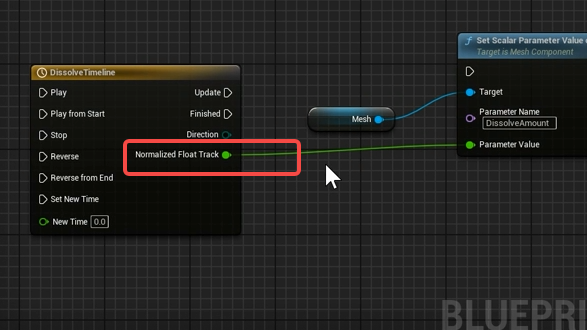 DissolveTimeline
Play
Update
Play from Start
Finished
Stop
Direction
Reverse
Normalized Float Track
Reverse from End
Set New Time
New Time 0.0
Mesh
f Set Scalar Parameter Value
Target is Mesh Component
Target
Parameter Name
DissolveAmount
Parameter Value